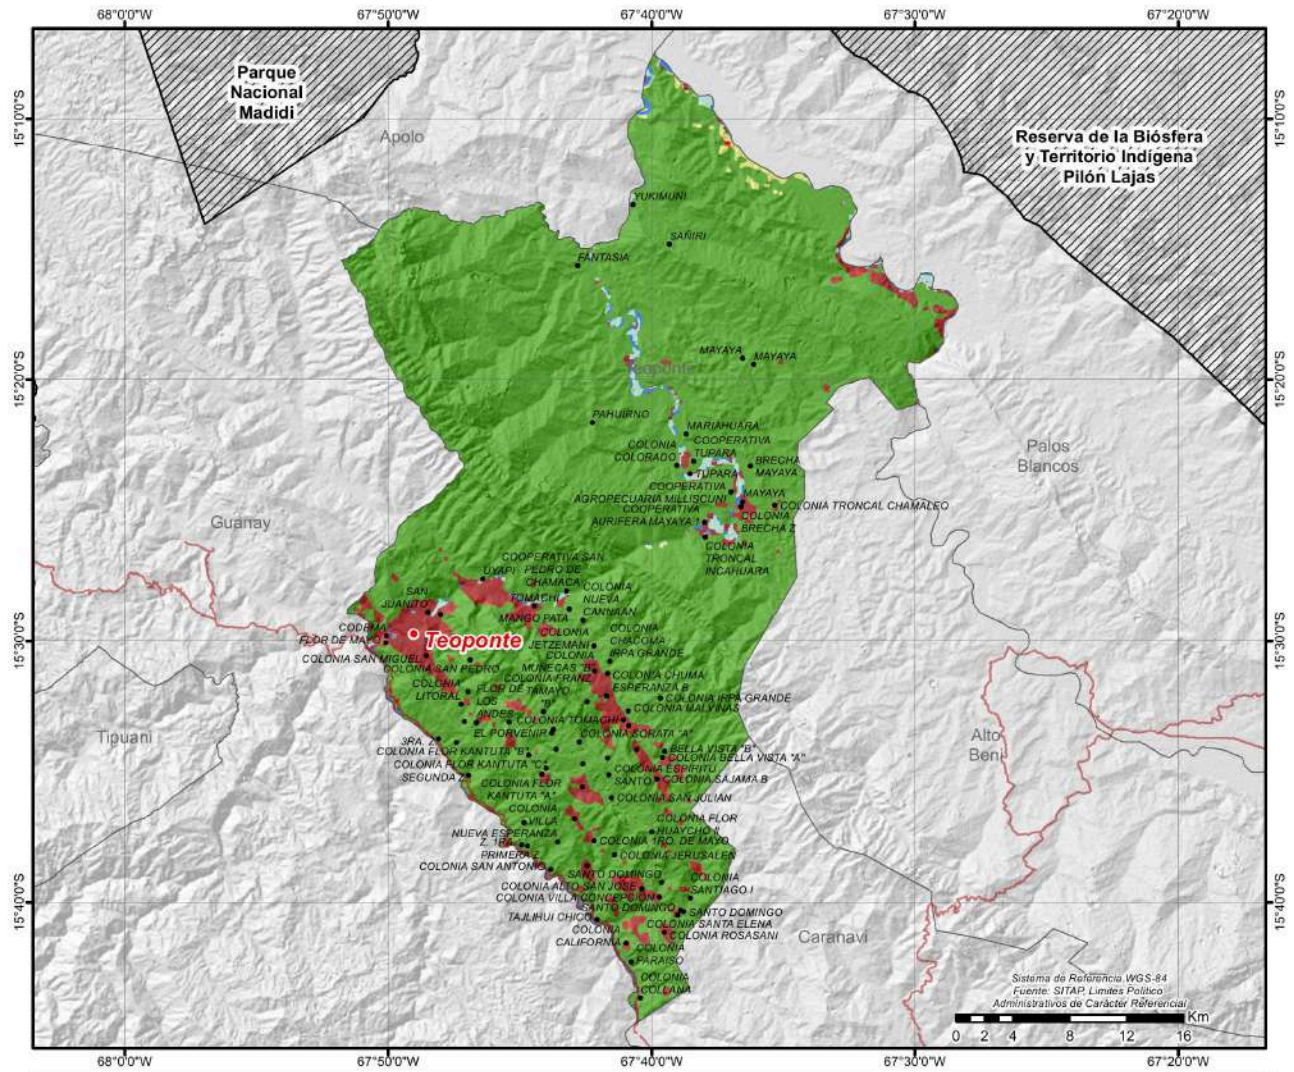 68°0'0"W
67°50'0"W
67°40'0"W
67°30'0"W
67°20'0"W
Parque
Nacional
Madidi
Apolo
15°10'0"S
15°10'0"S
Reserva de la Biósfera
y Territorio Indígena
Pilón Lajas
YUKIMUNI
SAÑIRI
FANTASIA
MAYAYA
MAYAYA
Teoponte
15°20'0"S
15°20'0"S
PAHUIRNO
MARIAHUARA
COLONIA
COLORADO
COOPERATIVA
TUPARA
TUPARA
BRECHA
MAYAYA
Palos
Blancos
COOPERATIVA
AGROPECUARIA MILLISCUNI
MAYAYA
COLONIA TRONCAL CHAMALEO
COOPERATIVA
AURIFERA MAYAYA 1
COLONIA
BRECHA Z
COLONIA
TRONCAL
INCAHUARA
Guanay
COOPERATIVA SAN
PEDRO DE
CHAMACA
UYAPI
SAN
JUANITO
TOMACHI
COLONIA
NUEVA
CANNAAN
MANGO PATA
CODEMA
FLOR DE MAYO
Teoponte
COLONIA
JETZEMANI
COLONIA
CHACOMA
IRPA GRANDE
15°30'0"S
15°30'0"S
COLONIA SAN MIGUEL
COLONIA SAN PEDRO
COLONIA
MUÑECAS "B"
COLONIA FRANZ
TAMAYO
"B"
COLONIA CHUMA
COLONIA
LITORAL
FLOR DE
LOS
ANDES
ESPERANZA B
COLONIA IRPA GRANDE
COLONIA MALVINAS
COLONIA TOMACHI
EL PORVENIR
COLONIA SORATA "A"
Tipuani
Alto
Beni
3RA. Z.
COLONIA FLOR KANTUTA "B"
BELLA VISTA "B"
COLONIA BELLA VISTA "A"
COLONIA FLOR KANTUTA "C"
SEGUNDA Z.
COLONIA ESPIRITU
SANTO
COLONIA SAJAMA B
COLONIA FLOR
KANTUTA "A"
COLONIA SAN JULIAN
COLONIA
VILLA
NUEVA ESPERANZA
COLONIA FLOR
HUAYCHO II
Z. 1RA.
COLONIA 1RO. DE MAYO
PRIMERA Z.
COLONIA JERUSALEN
COLONIA SAN ANTONIO
SANTO DOMINGO
COLONIA
SANTIAGO I
COLONIA ALTO SAN JOSE
COLONIA VILLA CONCEPCION
SANTO DOMINGO
SANTO DOMINGO
15°40'0"S
15°40'0"S
TAJLIHUI CHICO
COLONIA SANTA ELENA
COLONIA
CALIFORNIA
COLONIA ROSASANI
Caranavi
COLONIA
PARAISO
COLONIA
COLLANA
Sistema de Referencia WGS-84
Fuente: SITAP, Limites Político
Administrativos de Carácter Referencial
Km
0 2 4 8 12 16
68°0'0"W
67°50'0"W
67°40'0"W
67°30'0"W
67°20'0"W